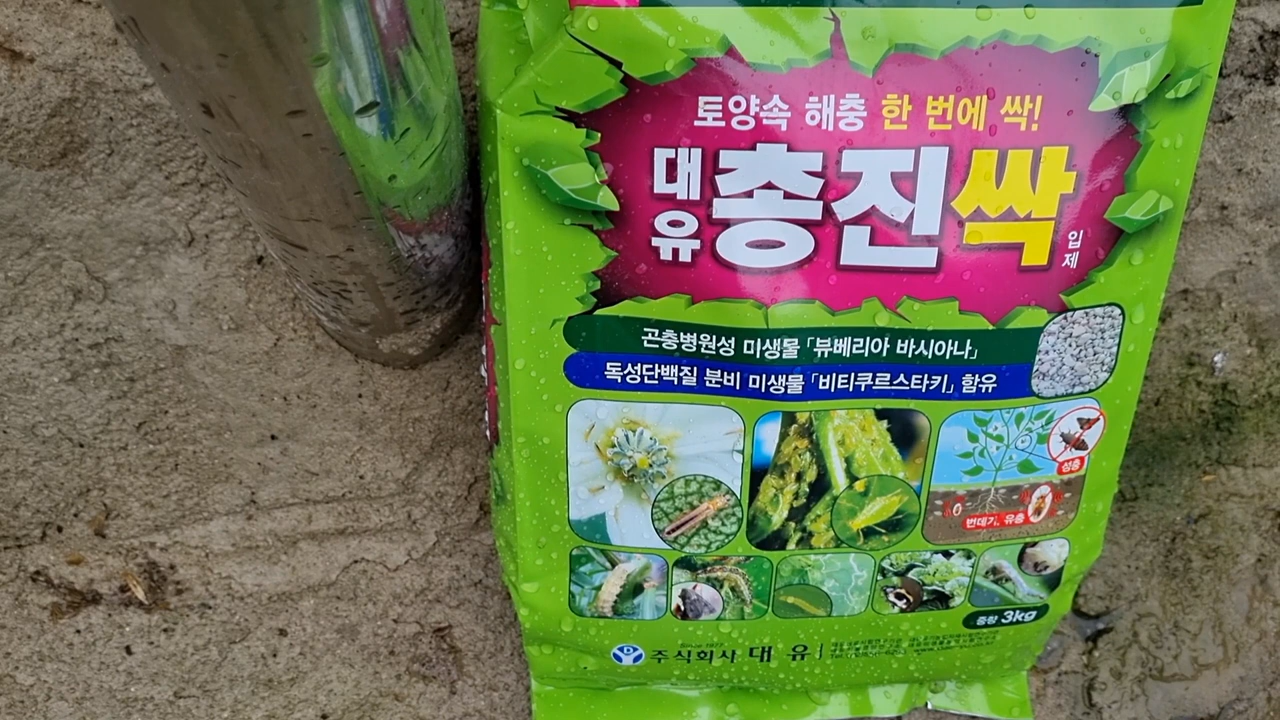 토양속 해충 한 번에 싹!
대유 총진싹 입제
곤충병원성 미생물 「뷰베리아 바시아나」
독성단백질 분비 미생물 「비티쿠르스타키」 함유
성충
번데기, 유충
중량 3kg
Since 1977
주식회사 대 유